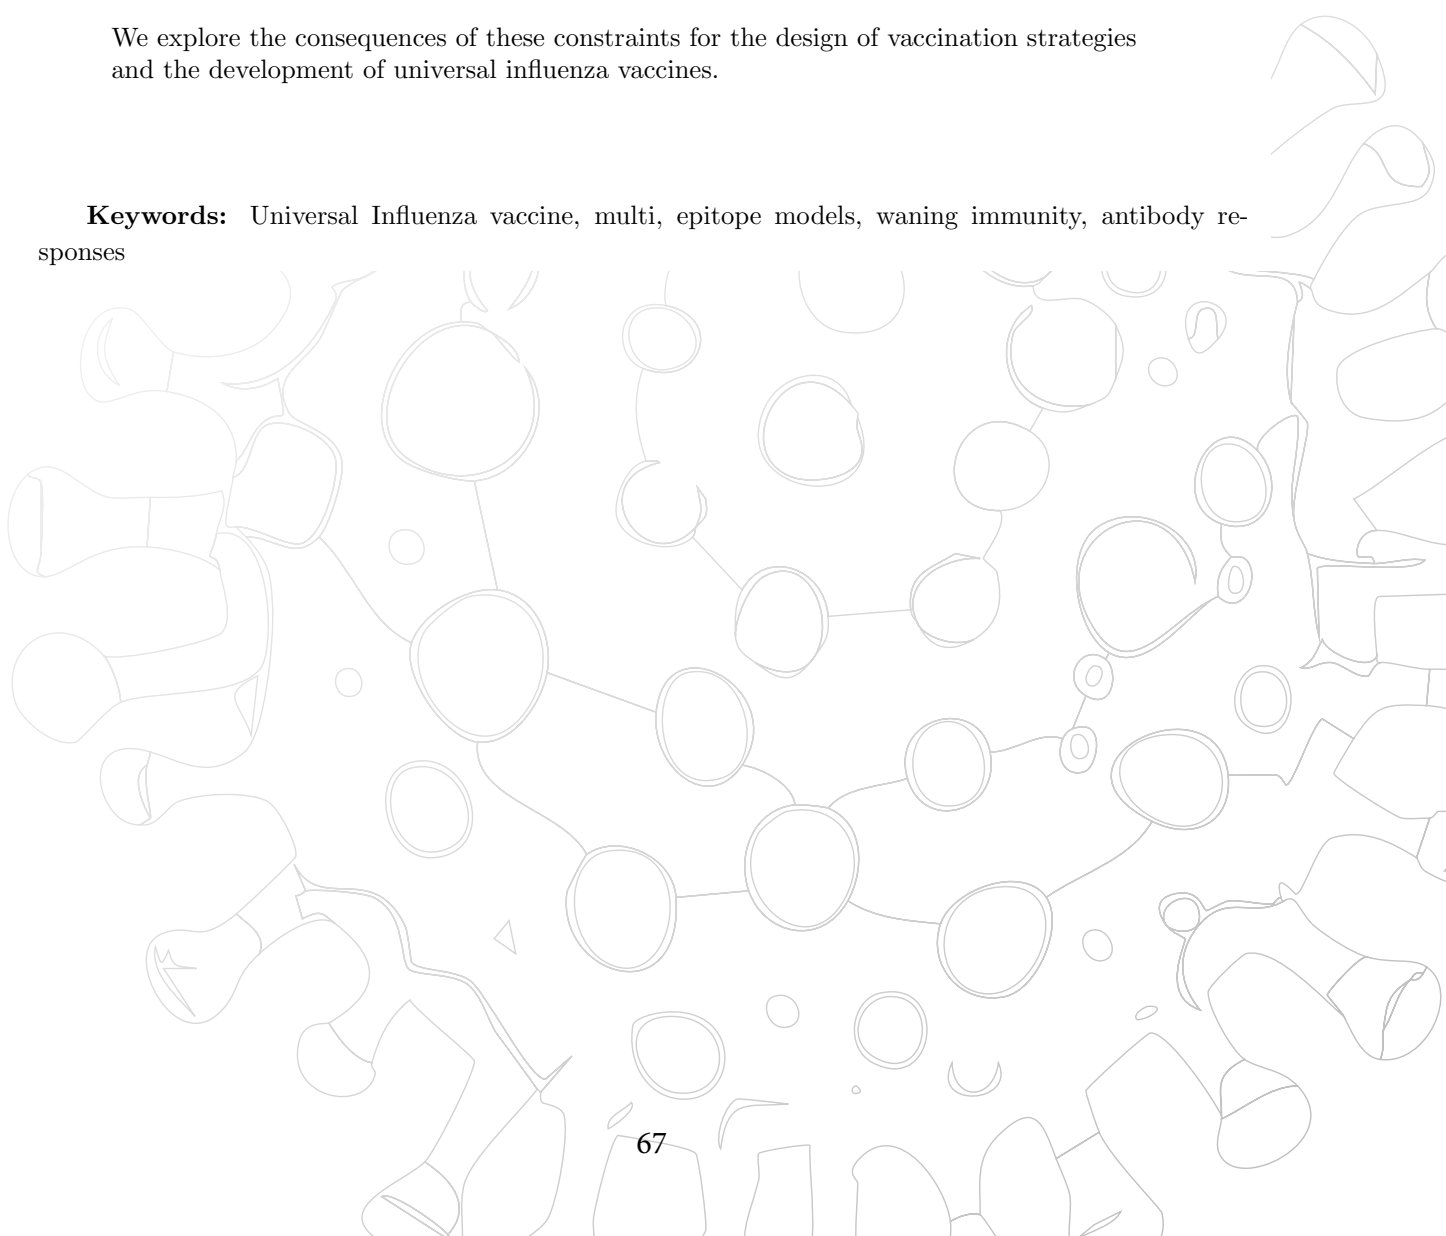 We explore the consequences of these constraints for the design of vaccination strategies
and the development of universal influenza vaccines.
Keywords: Universal Influenza vaccine, multi, epitope models, waning immunity, antibody re-
sponses
67